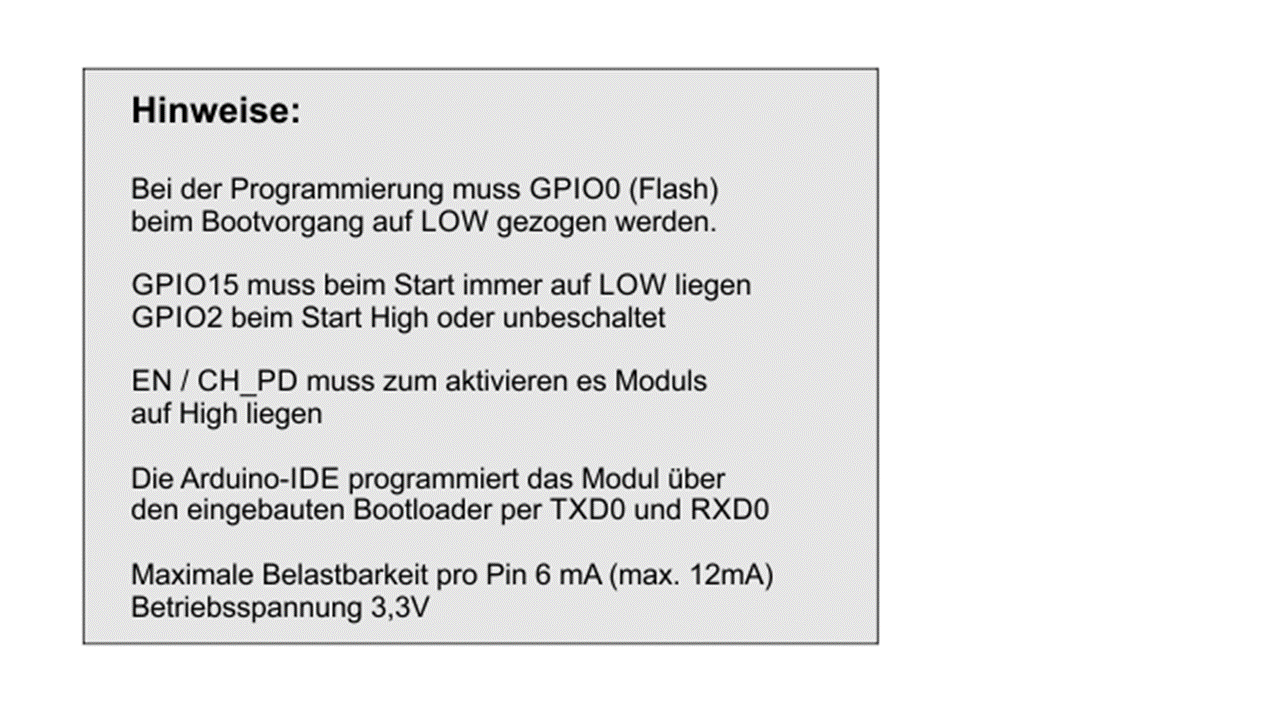 Hinweise:
Bei der Programmierung muss GPIO0 (Flash)
beim Bootvorgang auf LOW gezogen werden.
GPIO15 muss beim Start immer auf LOW liegen
GPIO2 beim Start High oder unbeschaltet
EN / CH_PD muss zum aktivieren es Moduls
auf High liegen
Die Arduino-IDE programmiert das Modul über
den eingebauten Bootloader per TXD0 und RXD0
Maximale Belastbarkeit pro Pin 6 mA (max. 12mA)
Betriebsspannung 3,3V